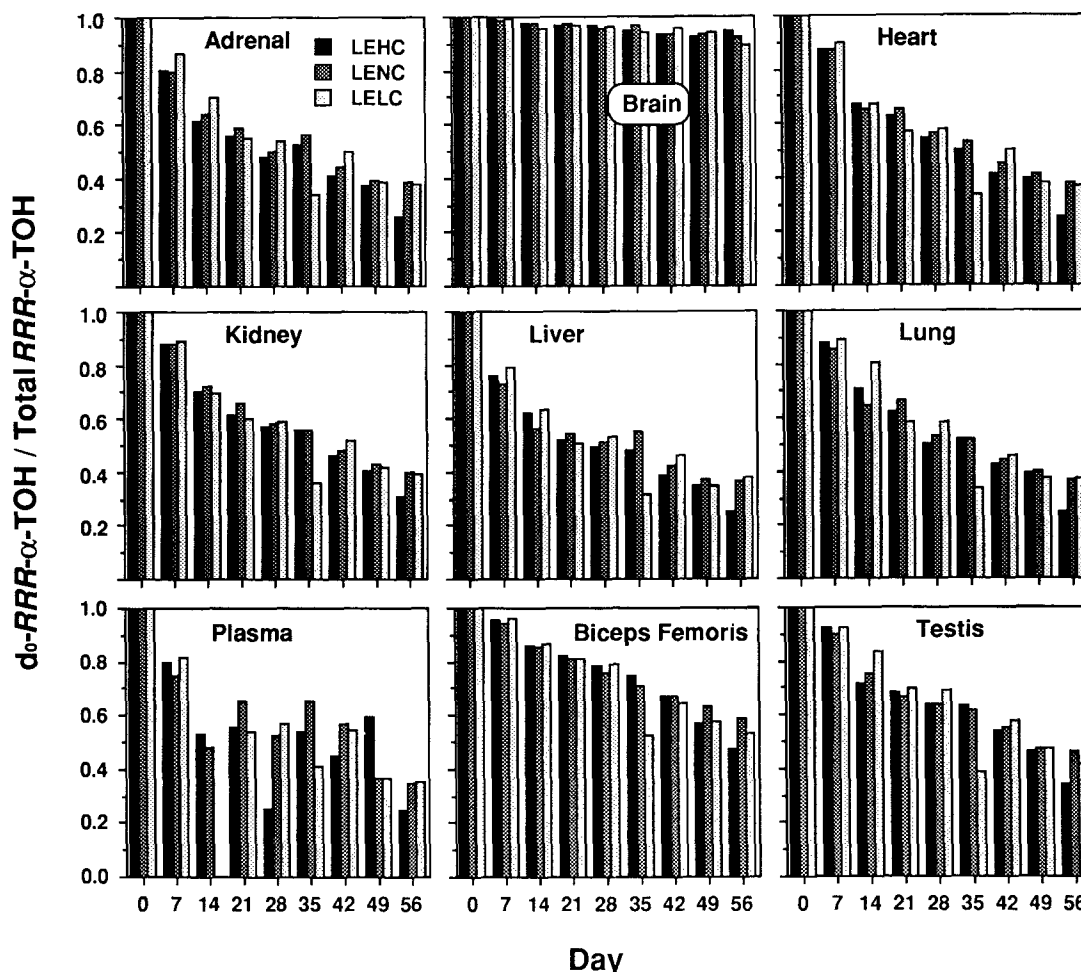 d₀-RRR-α-TOH / Total RRR-α-TOH
1.0
0.8
0.6
0.4
0.2
Adrenal
LEHC
LENC
LELC
Brain
Heart
1.0
0.8
0.6
0.4
0.2
Kidney
Liver
Lung
1.0
0.8
0.6
0.4
0.2
0.0
Plasma
Biceps Femoris
Testis
0 7 14 21 28 35 42 49 56
0 7 14 21 28 35 42 49 56
0 7 14 21 28 35 42 49 56
Day